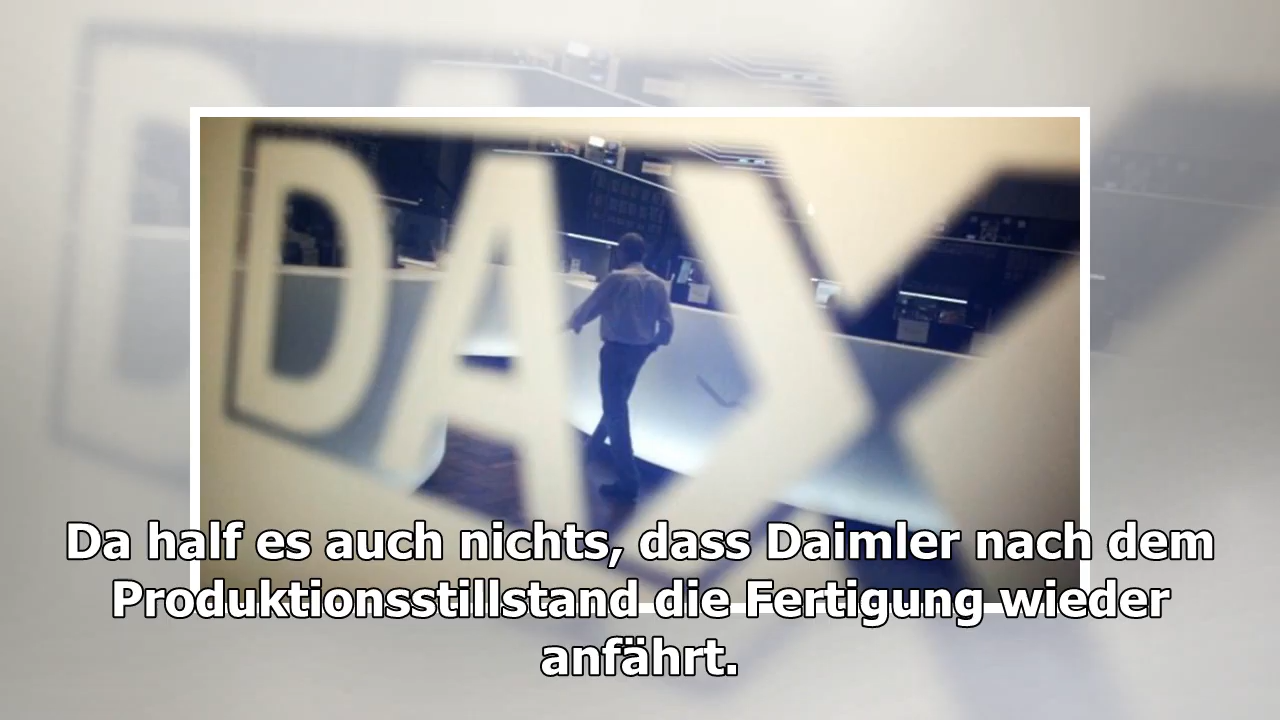 DAX
Da half es auch nichts, dass Daimler nach dem
Produktionsstillstand die Fertigung wieder
anfährt.